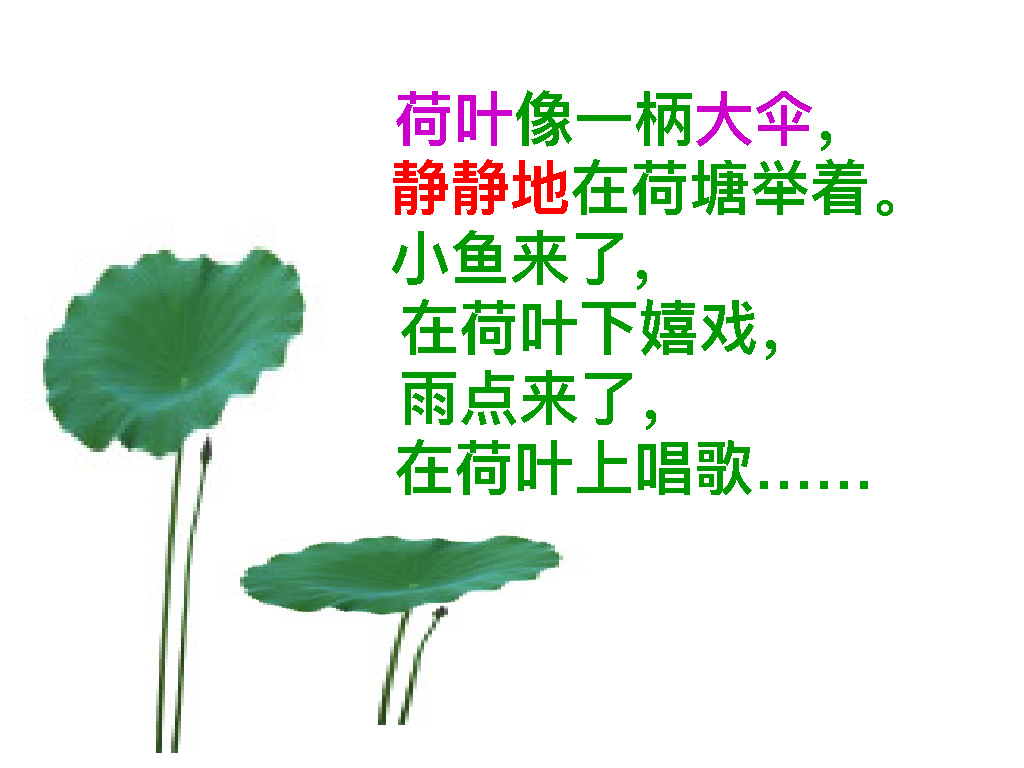 荷叶像一柄大伞，
静静地在荷塘举着。
小鱼来了，
在荷叶下嬉戏，
雨点来了，
在荷叶上唱歌……